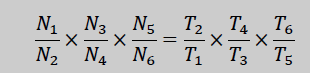 N₁/N₂ × N₃/N₄ × N₅/N₆ = T₂/T₁ × T₄/T₃ × T₆/T₅